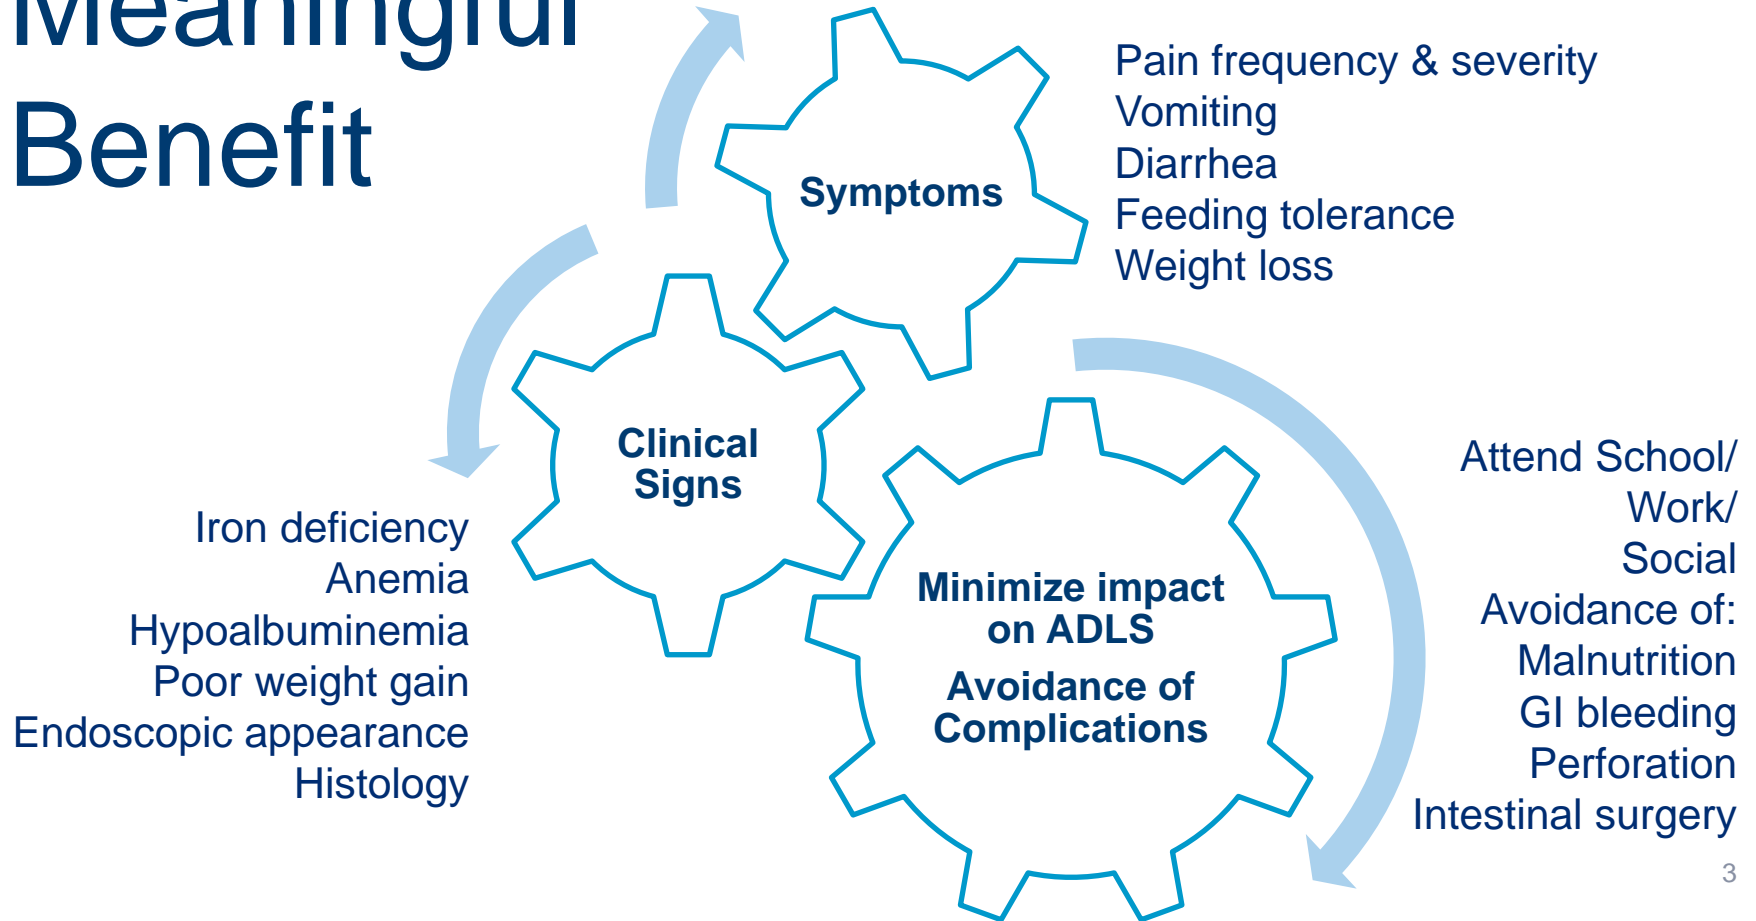 Meaningful
Benefit
Symptoms
Pain frequency & severity
Vomiting
Diarrhea
Feeding tolerance
Weight loss
Clinical
Signs
Iron deficiency
Anemia
Hypoalbuminemia
Poor weight gain
Endoscopic appearance
Histology
Minimize impact
on ADLS
Avoidance of
Complications
Attend School/
Work/
Social
Avoidance of:
Malnutrition
GI bleeding
Perforation
Intestinal surgery
3